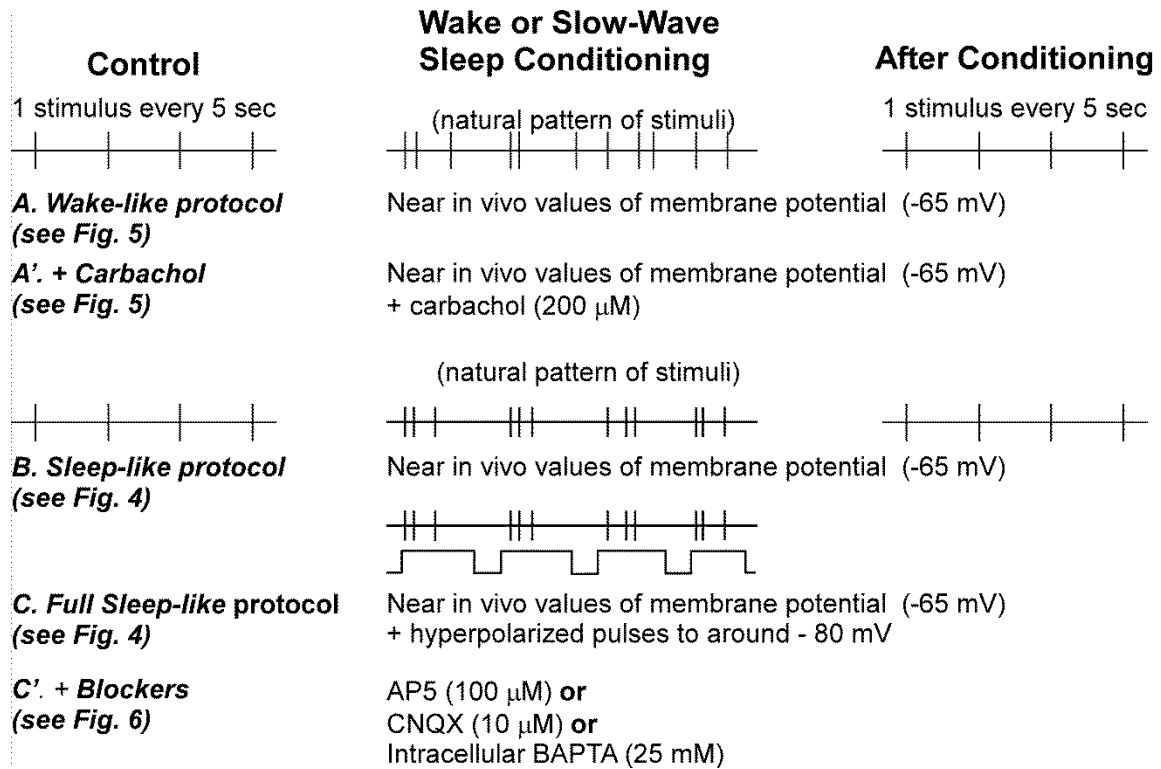 Control
Wake or Slow-Wave
Sleep Conditioning
After Conditioning
1 stimulus every 5 sec
(natural pattern of stimuli)
1 stimulus every 5 sec
A. Wake-like protocol
(see Fig. 5)
Near in vivo values of membrane potential (-65 mV)
A'. + Carbachol
(see Fig. 5)
Near in vivo values of membrane potential (-65 mV)
+ carbachol (200 μM)
(natural pattern of stimuli)
B. Sleep-like protocol
(see Fig. 4)
Near in vivo values of membrane potential (-65 mV)
C. Full Sleep-like protocol
(see Fig. 4)
Near in vivo values of membrane potential (-65 mV)
+ hyperpolarized pulses to around - 80 mV
C'. + Blockers
(see Fig. 6)
AP5 (100 μM) or
CNQX (10 μM) or
Intracellular BAPTA (25 mM)